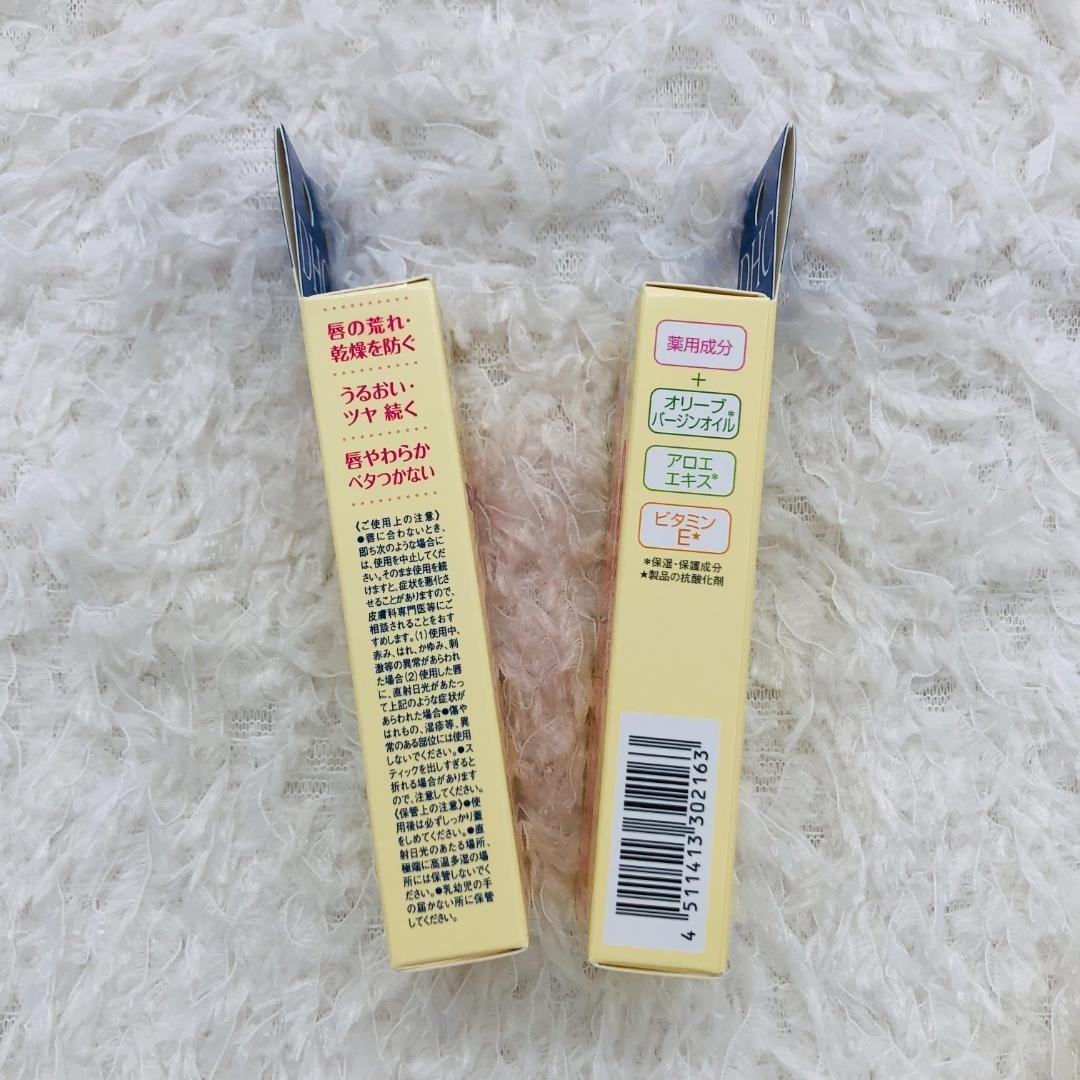 DHC
唇の荒れ・
乾燥を防ぐ
うるおい・
ツヤ 続く
唇やわらか
ベタつかない
《ご使用上の注意》
●唇に合わないとき、
即ち次のような場合に
は、使用を中止してくだ
さい。そのまま使用を続
けますと、症状を悪化さ
せることがありますので、
皮膚科専門医等にご
相談されることをおす
すめします。(1)使用中、
赤み、はれ、かゆみ、刺
激等の異常があらわれ
た場合(2)使用した唇
に、直射日光があたっ
て上記のような症状が
あらわれた場合●傷や
はれもの、湿疹等、異
常のある部位には使用
しないでください。●ス
ティックを出しすぎると
折れる場合があります
ので、注意してください。
《保管上の注意》●使
用後は必ずしっかり蓋
をしめてください。●直
射日光のあたる場所、
極端に高温多湿の場
所には保管しないでく
ださい。●乳幼児の手
の届かない所に保管
してください。
DHC
薬用成分
+
オリーブ
バージンオイル*
アロエ
エキス*
ビタミン
E★
*保湿・保護成分
★製品の抗酸化剤
4 511413 302163